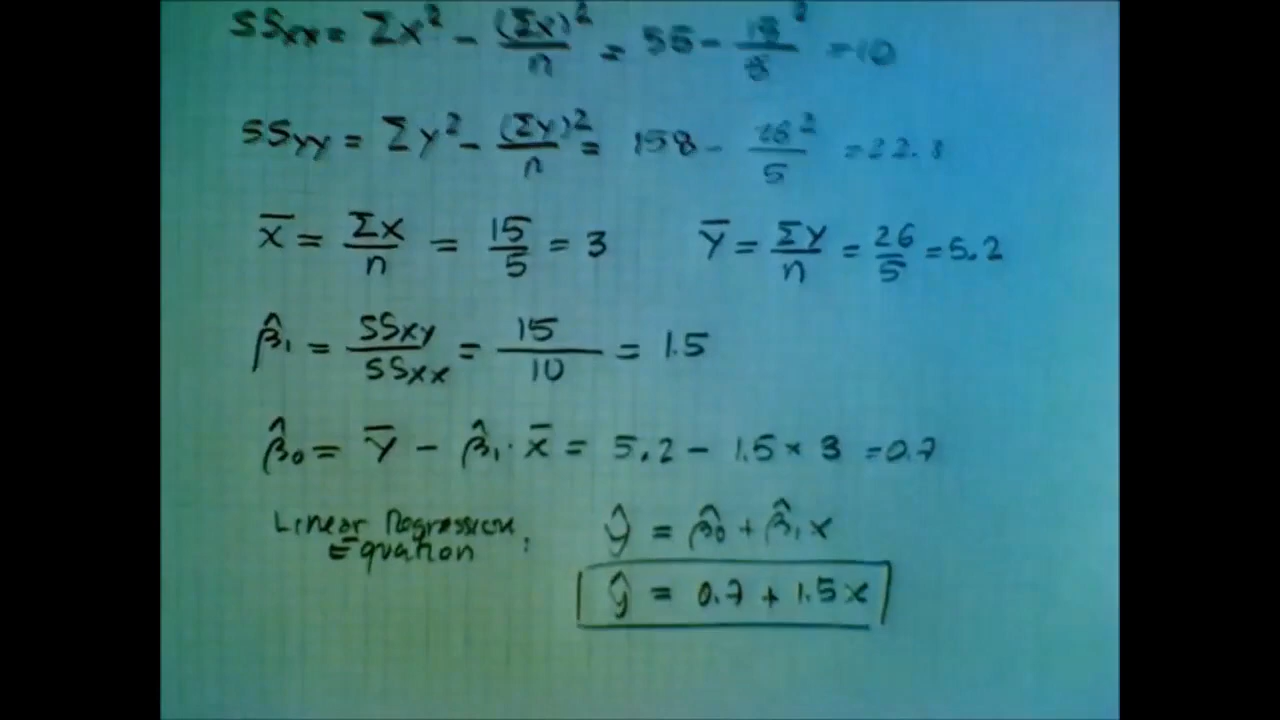 SSxx = Σx² - (Σx)²/n = 55 - 15²/5 = 10
SSyy = Σy² - (Σy)²/n = 158 - 26²/5 = 22.8
x̅ = Σx/n = 15/5 = 3 y̅ = Σy/n = 26/5 = 5.2
β̂₁ = SSxy/SSxx = 15/10 = 1.5
β̂₀ = y̅ - β̂₁·x̅ = 5.2 - 1.5 × 3 = 0.7
Linear Regression Equation : ŷ = β̂₀ + β̂₁x
ŷ = 0.7 + 1.5x